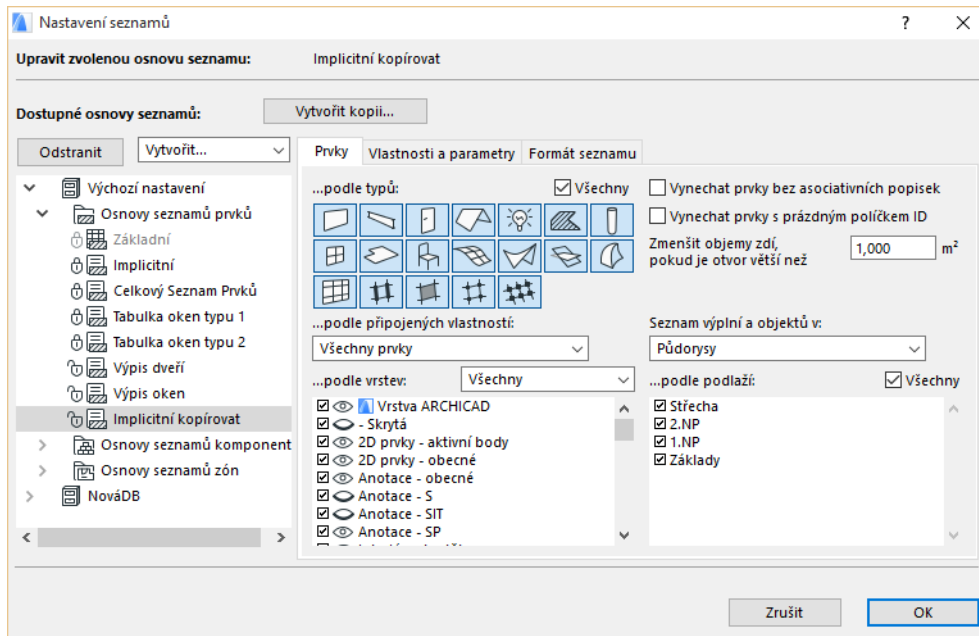 Nastavení seznamů
?
Upravit zvolenou osnovu seznamu:
Implicitní kopírovat
Dostupné osnovy seznamů:
Vytvořit kopii...
Odstranit
Vytvořit...
Výchozí nastavení
Osnovy seznamů prvků
Základní
Implicitní
Celkový Seznam Prvků
Tabulka oken typu 1
Tabulka oken typu 2
Výpis dveří
Výpis oken
Implicitní kopírovat
Osnovy seznamů komponent
Osnovy seznamů zón
NováDB
Prvky
Vlastnosti a parametry
Formát seznamu
...podle typů:
Všechny
Vynechat prvky bez asociativních popisek
Vynechat prvky s prázdným políčkem ID
Zmenšit objemy zdí,
pokud je otvor větší než
1,000
m²
...podle připojených vlastností:
Všechny prvky
Seznam výplní a objektů v:
Půdorysy
...podle vrstev:
Všechny
Vrstva ARCHICAD
- Skrytá
2D prvky - aktivní body
2D prvky - obecné
Anotace - obecné
Anotace - S
Anotace - SIT
Anotace - SP
...podle podlaží:
Všechny
Střecha
2.NP
1.NP
Základy
Zrušit
OK